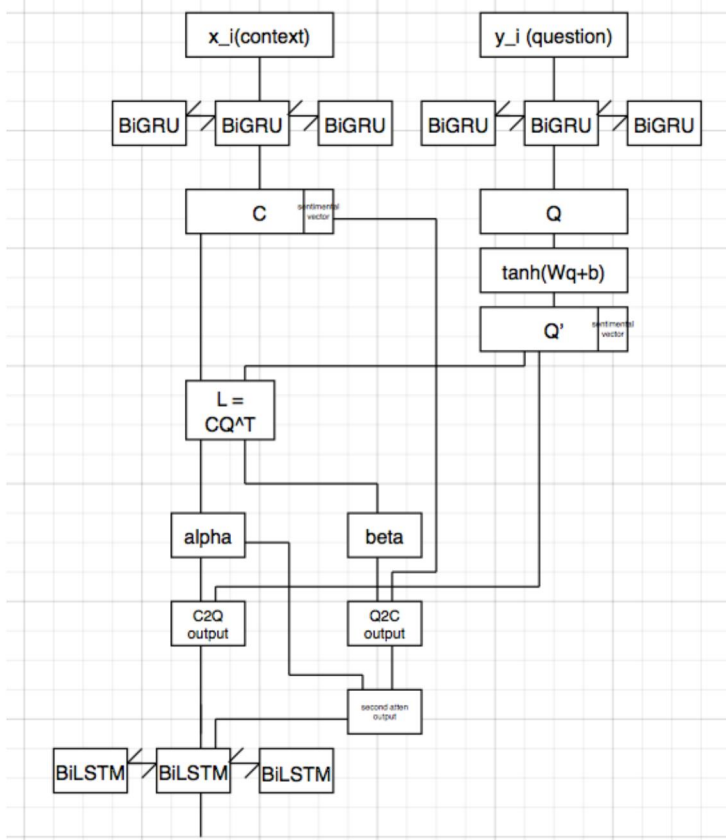 x_i(context)
y_i (question)
BiGRU
BiGRU
BiGRU
BiGRU
BiGRU
BiGRU
C
sentimental
vector
Q
tanh(Wq+b)
Q'
sentimental
vector
L =
CQ^T
alpha
beta
C2Q
output
Q2C
output
second atten
output
BiLSTM
BiLSTM
BiLSTM